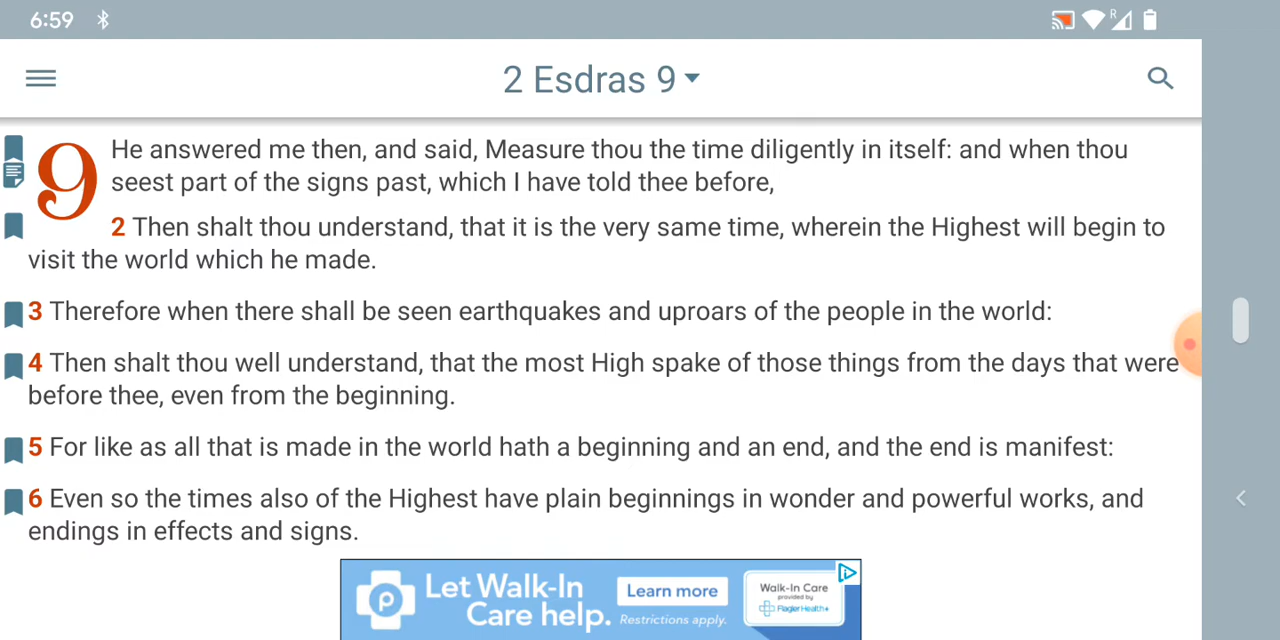 6:59
R
2 Esdras 9
9 He answered me then, and said, Measure thou the time diligently in itself: and when thou
seest part of the signs past, which I have told thee before,
2 Then shalt thou understand, that it is the very same time, wherein the Highest will begin to
visit the world which he made.
3 Therefore when there shall be seen earthquakes and uproars of the people in the world:
4 Then shalt thou well understand, that the most High spake of those things from the days that were
before thee, even from the beginning.
5 For like as all that is made in the world hath a beginning and an end, and the end is manifest:
6 Even so the times also of the Highest have plain beginnings in wonder and powerful works, and
endings in effects and signs.
p
Let Walk-In
Care help.
Learn more
Restrictions apply.
Walk-In Care
provided by
Flagler Health+